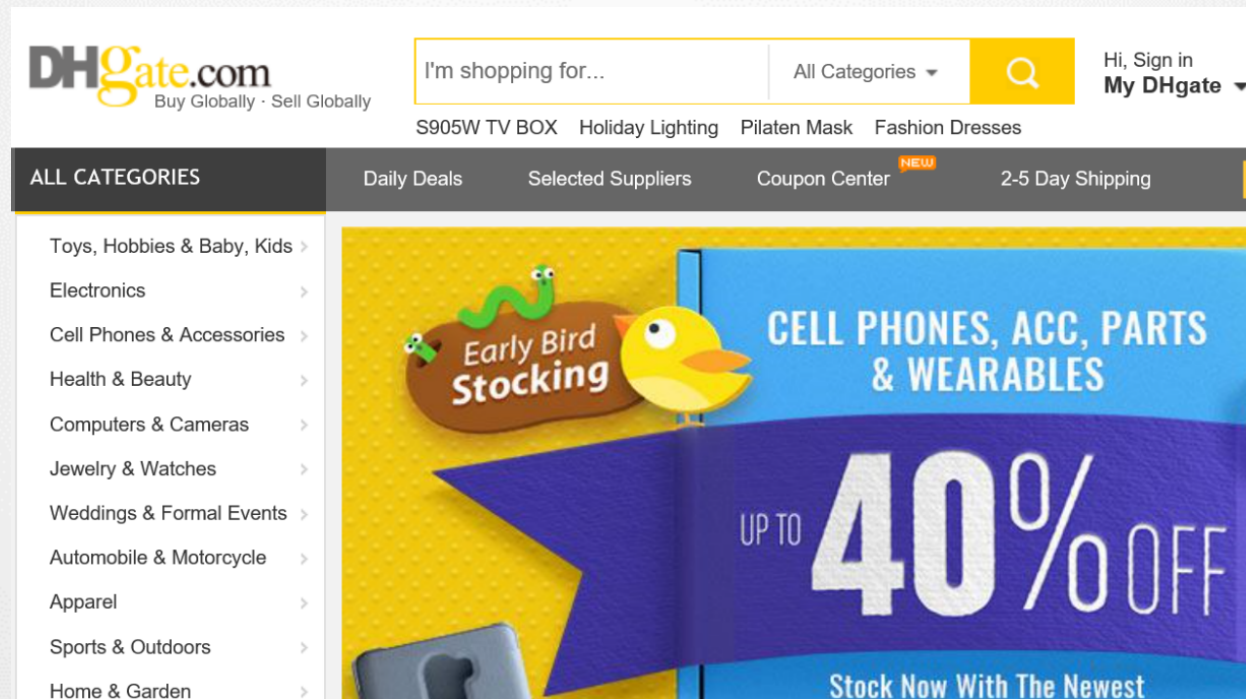 DHgate.com
Buy Globally · Sell Globally
I'm shopping for...
All Categories
Hi, Sign in
My DHgate
S905W TV BOX Holiday Lighting Pilaten Mask Fashion Dresses
ALL CATEGORIES
Daily Deals Selected Suppliers Coupon Center NEW 2-5 Day Shipping
Toys, Hobbies & Baby, Kids
Electronics
Cell Phones & Accessories
Health & Beauty
Computers & Cameras
Jewelry & Watches
Weddings & Formal Events
Automobile & Motorcycle
Apparel
Sports & Outdoors
Home & Garden
Early Bird
Stocking
CELL PHONES, ACC, PARTS
& WEARABLES
UP TO 40% OFF
Stock Now With The Newest